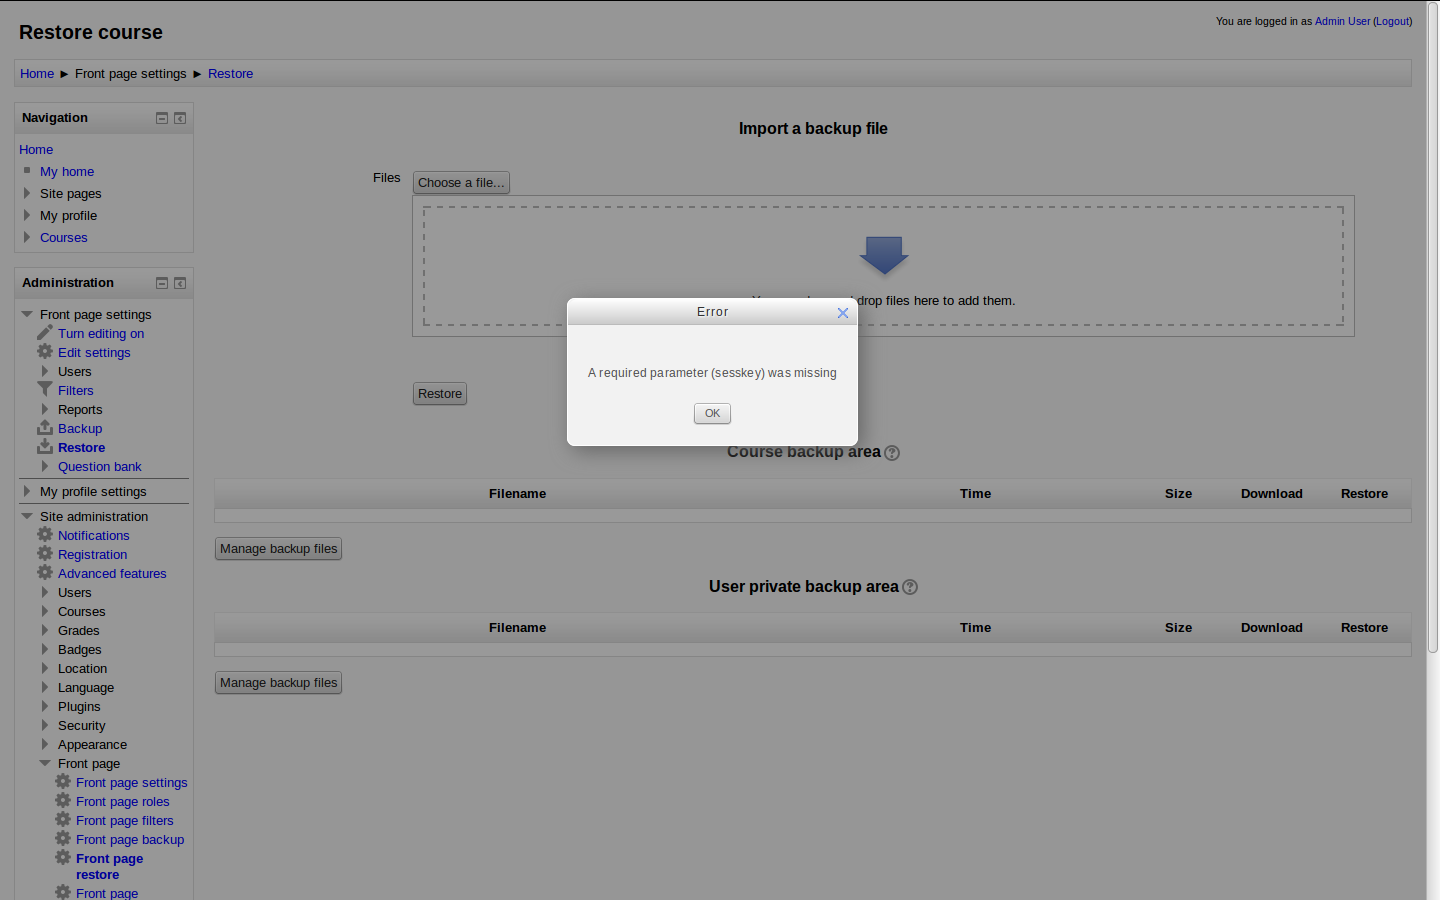 Restore course
You are logged in as Admin User (Logout)
Home ► Front page settings ► Restore
Navigation
Home
My home
Site pages
My profile
Courses
Administration
Front page settings
Turn editing on
Edit settings
Users
Filters
Reports
Backup
Restore
Question bank
My profile settings
Site administration
Notifications
Registration
Advanced features
Users
Courses
Grades
Badges
Location
Language
Plugins
Security
Appearance
Front page
Front page settings
Front page roles
Front page filters
Front page backup
Front page
restore
Front page
Import a backup file
Files
Choose a file...
drop files here to add them.
Error
A required parameter (sesskey) was missing
OK
Restore
Course backup area
Filename Time Size Download Restore
Manage backup files
User private backup area
Filename Time Size Download Restore
Manage backup files